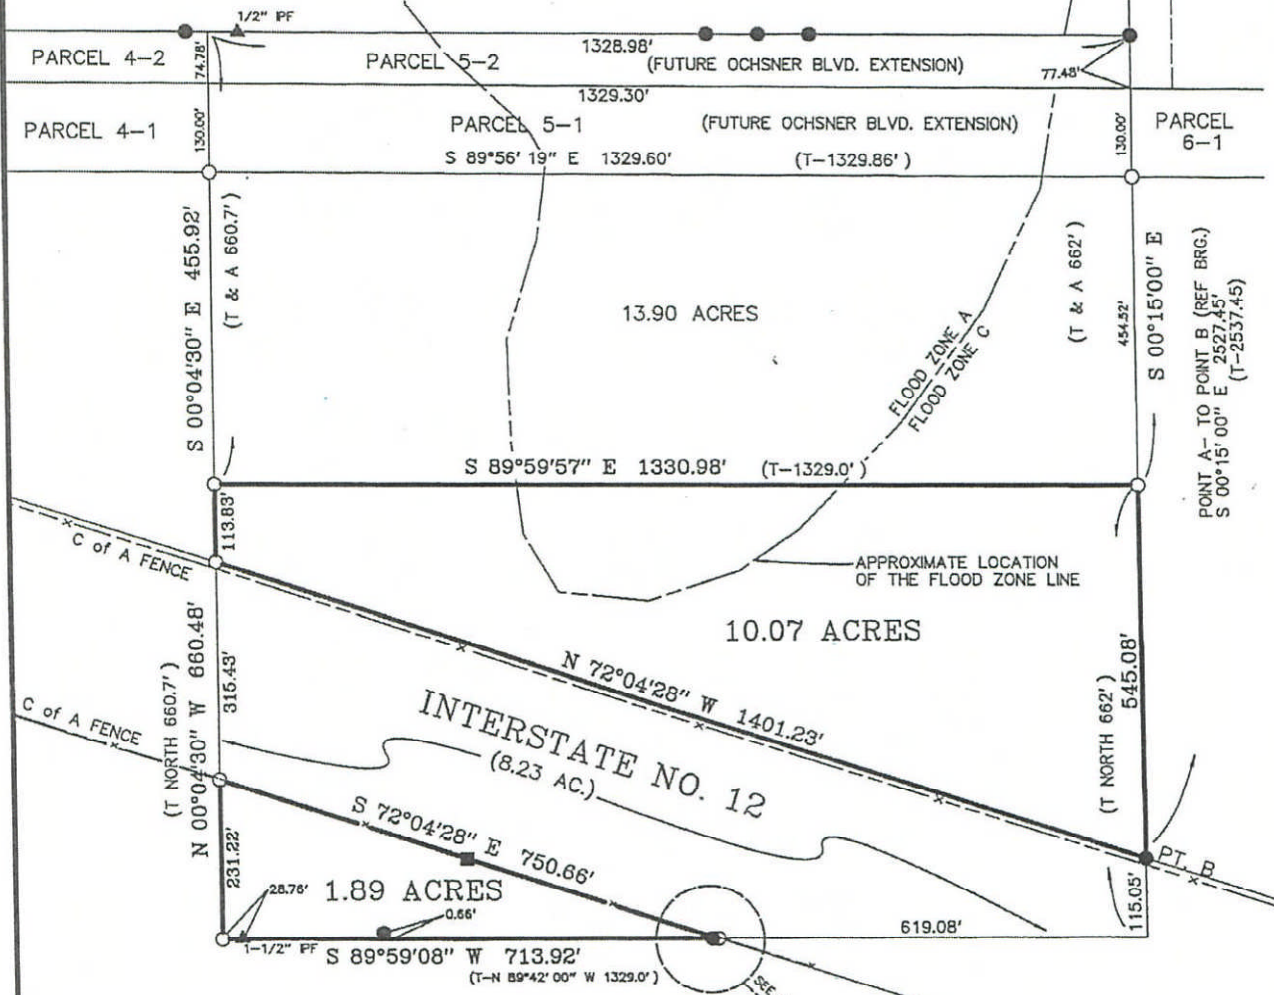 1/2" IPF
PARCEL 4-2
74.78'
PARCEL 5-2
1328.98'
(FUTURE OCHSNER BLVD. EXTENSION)
77.48'
1329.30'
PARCEL 4-1
130.00'
PARCEL 5-1
(FUTURE OCHSNER BLVD. EXTENSION)
130.00'
PARCEL
6-1
S 89°56' 19" E 1329.60'
(T-1329.86')
S 00°04'30" E 455.92'
(T & A 660.7')
13.90 ACRES
FLOOD ZONE A
FLOOD ZONE C
(T & A 662')
454.52'
S 00°15'00" E
POINT A- TO POINT B (REF BRG.)
S 00°15' 00" E 2527.45'
(T-2537.45)
S 89°59'57" E 1330.98' (T-1329.0')
113.83'
C of A FENCE
APPROXIMATE LOCATION
OF THE FLOOD ZONE LINE
10.07 ACRES
N 72°04'28" W 1401.23'
(T NORTH 660.7')
N 00°04'30" W 660.48'
315.43'
(T NORTH 662')
545.08'
C of A FENCE
INTERSTATE NO. 12
(8.23 AC.)
S 72°04'28" E 750.66'
PT. B
231.22'
28.76'
1.89 ACRES
0.66'
115.05'
619.08'
1-1/2" IPF
S 89°59'08" W 713.92'
(T-N 89°42' 00" W 1329.0')
SEE